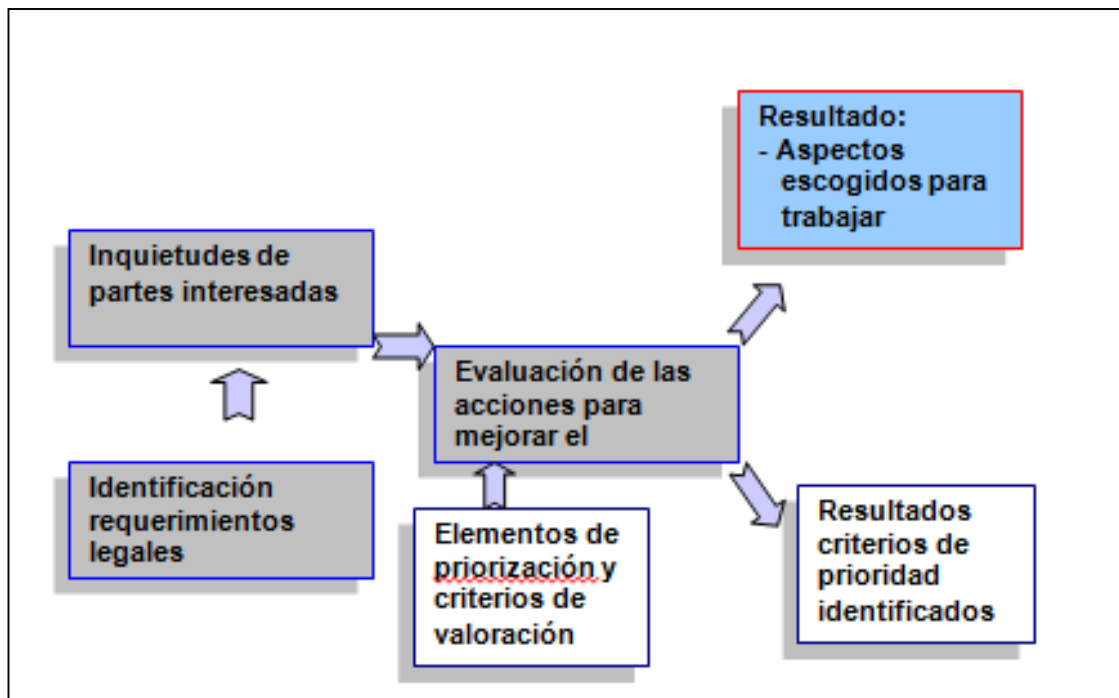 Resultado:
- Aspectos
escogidos para
trabajar
Inquietudes de
partes interesadas
Evaluación de las
acciones para
mejorar el
Identificación
requerimientos
legales
Elementos de
priorización y
criterios de
valoración
Resultados
criterios de
prioridad
identificados